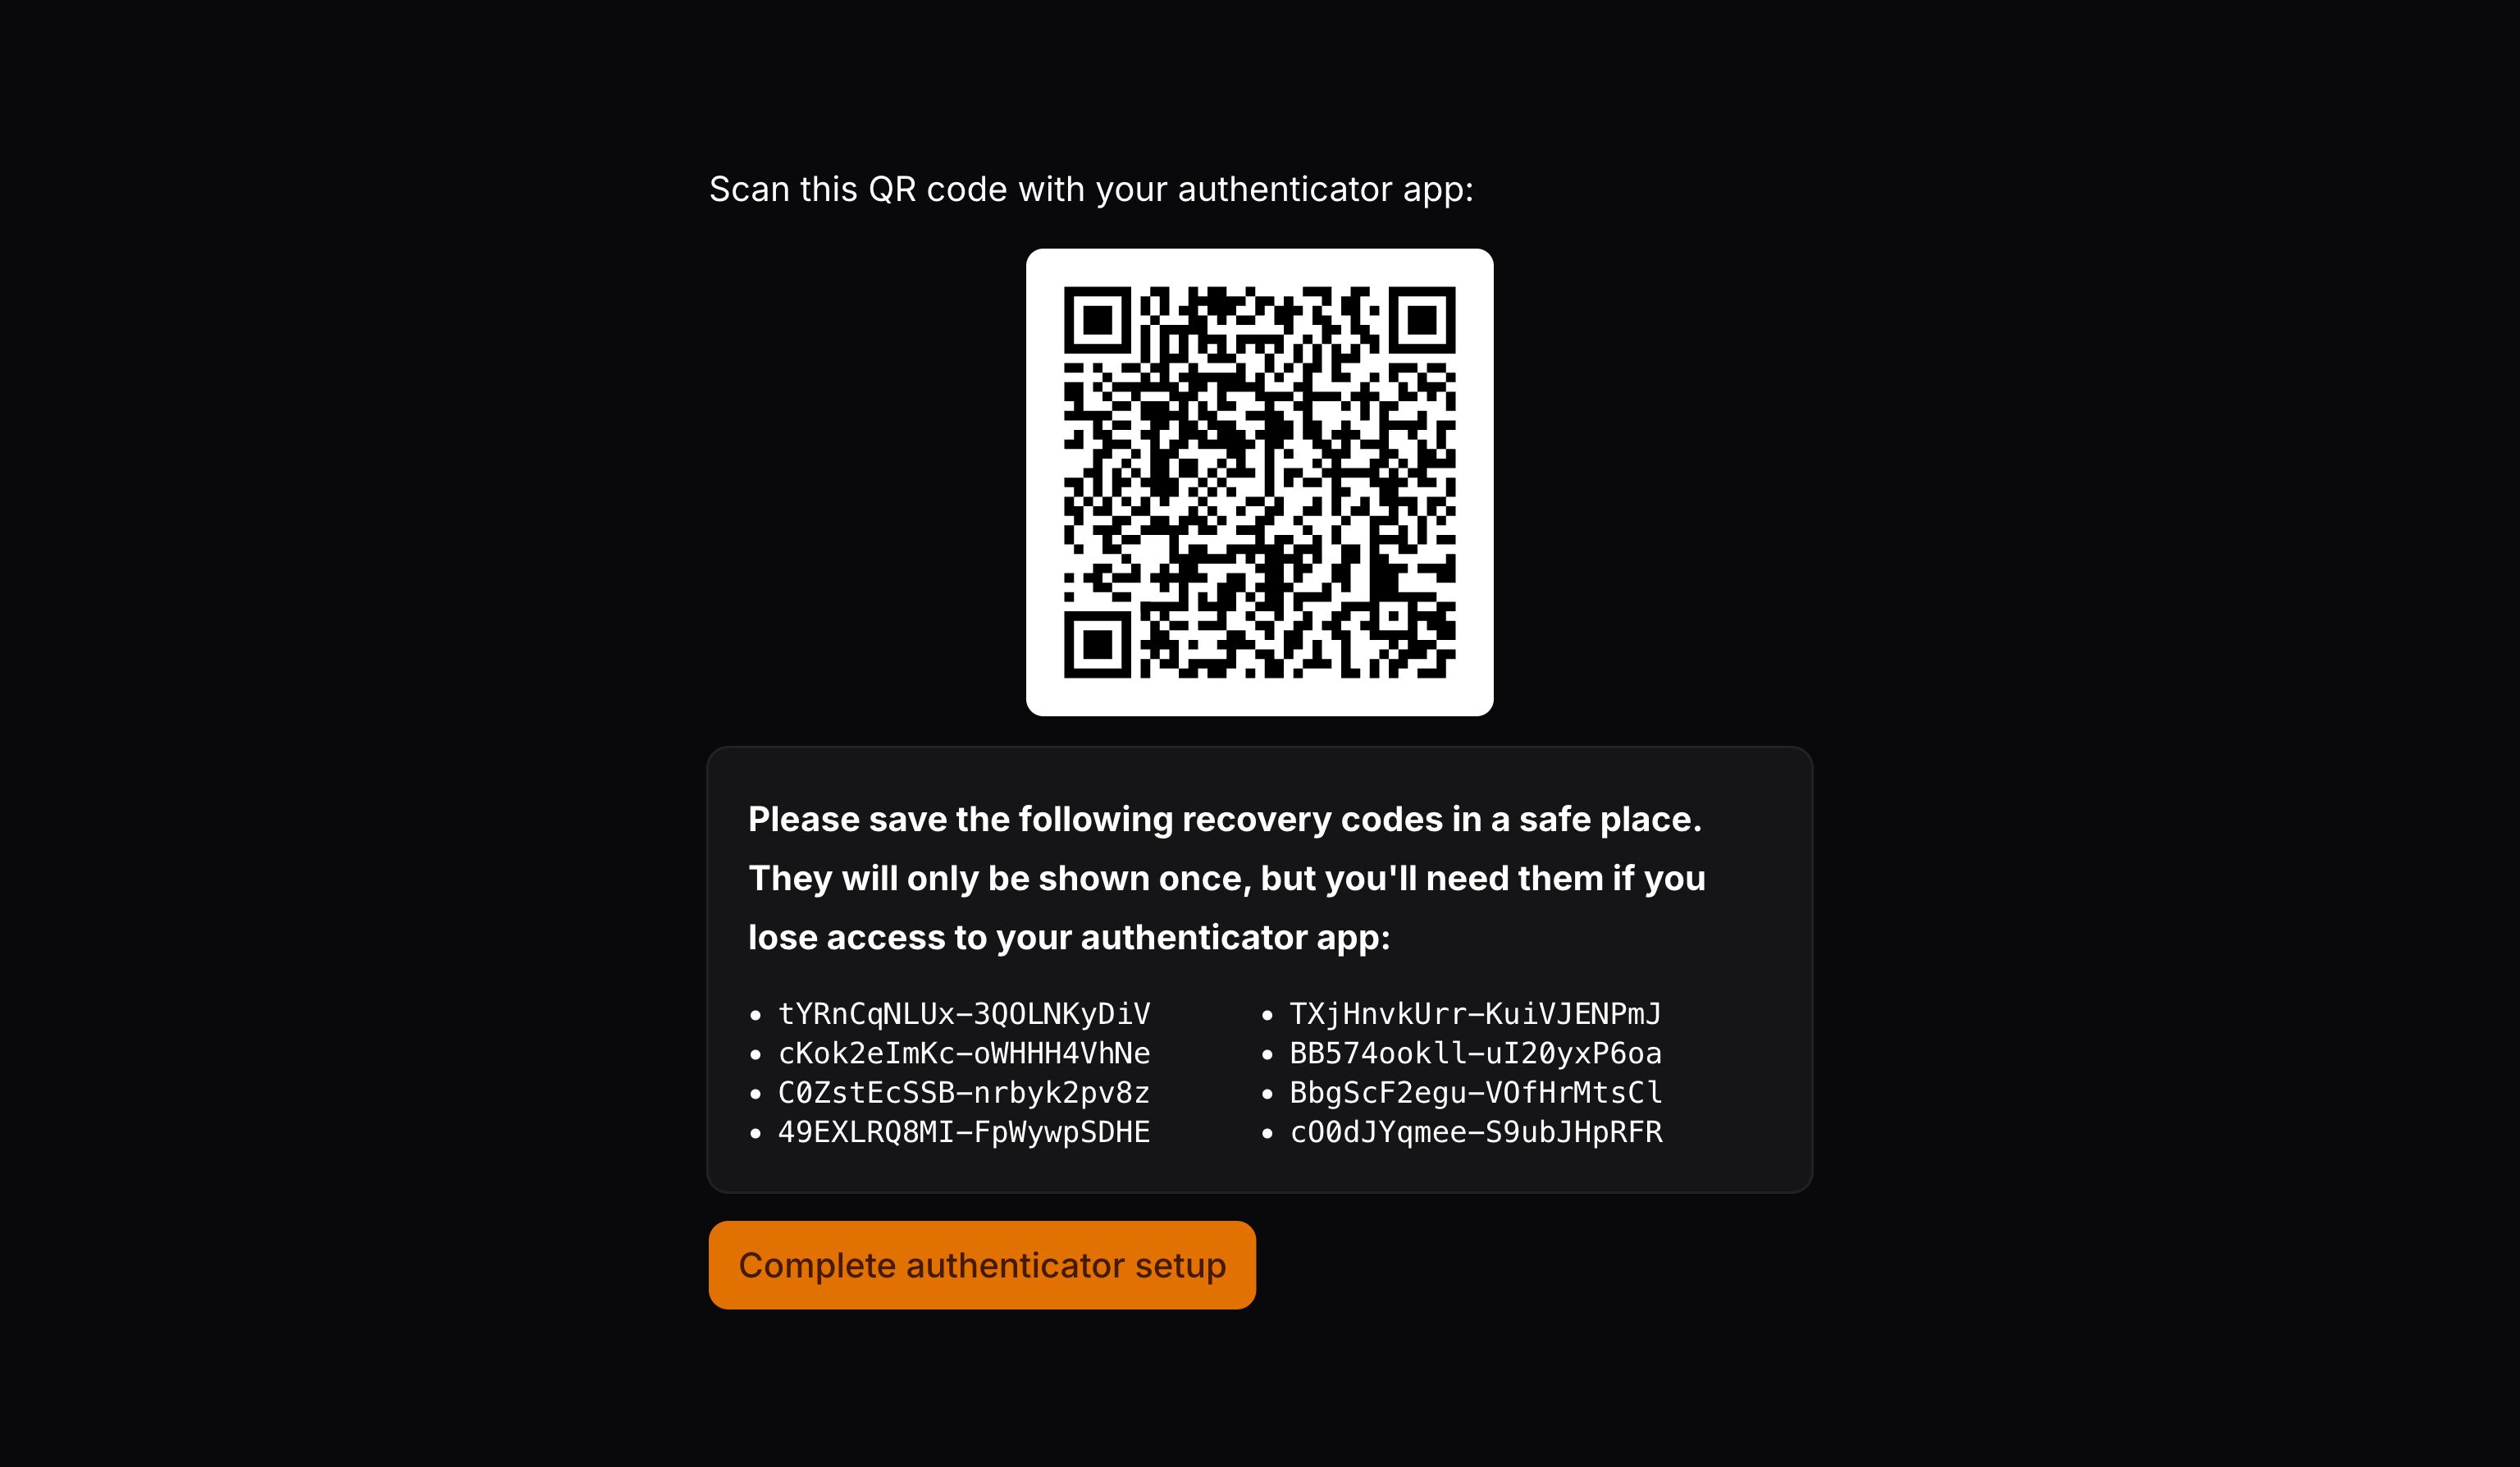 Scan this QR code with your authenticator app:
Please save the following recovery codes in a safe place.
They will only be shown once, but you'll need them if you
lose access to your authenticator app:
• tYRnCqNLUx-3QOLNKyDiV
• cKok2eImKc-oWHHH4VhNe
• C0ZstEcSSB-nrbyk2pv8z
• 49EXLRQ8MI-FpWywpSDHE
• TXjHnvkUrr-KuiVJENPmJ
• BB574ookll-uI20yxP6oa
• BbgScF2egu-VOfHrMtsCl
• cO0dJYqmee-S9ubJHpRFR
Complete authenticator setup